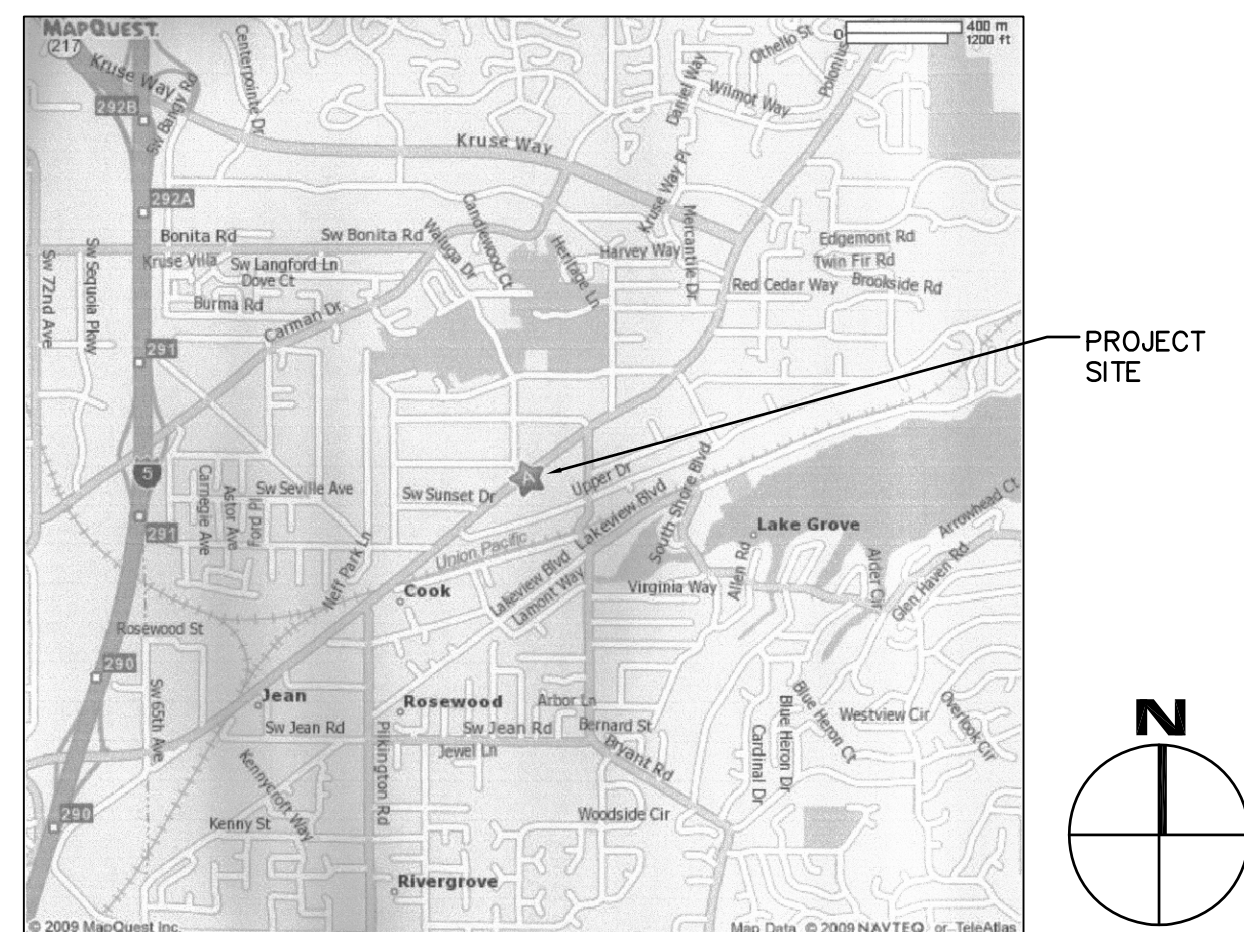 MAPQUEST.
400 m
0
1200 ft
217
Kruse Way
Centerpointe Dr
Othello St
Polonius
Daniel Way
Wilmot Way
292B
Sw Bangy Rd
Kruse Way
Kruse Way Pl
292A
Bonita Rd
Sw Bonita Rd
Waluga Dr
Candlewood Ct
Heritage Ln
Harvey Way
Mercantile Dr
Edgemont Rd
Twin Fir Rd
Red Cedar Way
Brookside Rd
Sw 72nd Ave
Sw Sequoia Pkwy
Kruse Villa
Sw Langford Ln
Dove Ct
Burma Rd
Carman Dr
291
PROJECT
SITE
5
Carnegie Ave
Astor Ave
Ford Pl
Sw Seville Ave
Sw Sunset Dr
A
Upper Dr
South Shore Blvd
Lakeview Blvd
Lake Grove
Arrowhead Ct
291
Neff Park Ln
Union Pacific
Cook
Lakeview Blvd
Lamont Way
Virginia Way
Allen Rd
Alder Cir
Glen Haven Rd
Rosewood St
290
Sw 65th Ave
Jean
Rosewood
Arbor Ln
Sw Jean Rd
Sw Jean Rd
Bernard St
Jewel Ln
Bryant Rd
Cardinal Dr
Blue Heron Dr
Blue Heron Ct
Westview Cir
Overlook Cir
Pilkington Rd
Kennycroft Way
290
Kenny St
Woodside Cir
Rivergrove
© 2009 MapQuest Inc.
Map Data © 2009 NAVTEQ or TeleAtlas
N